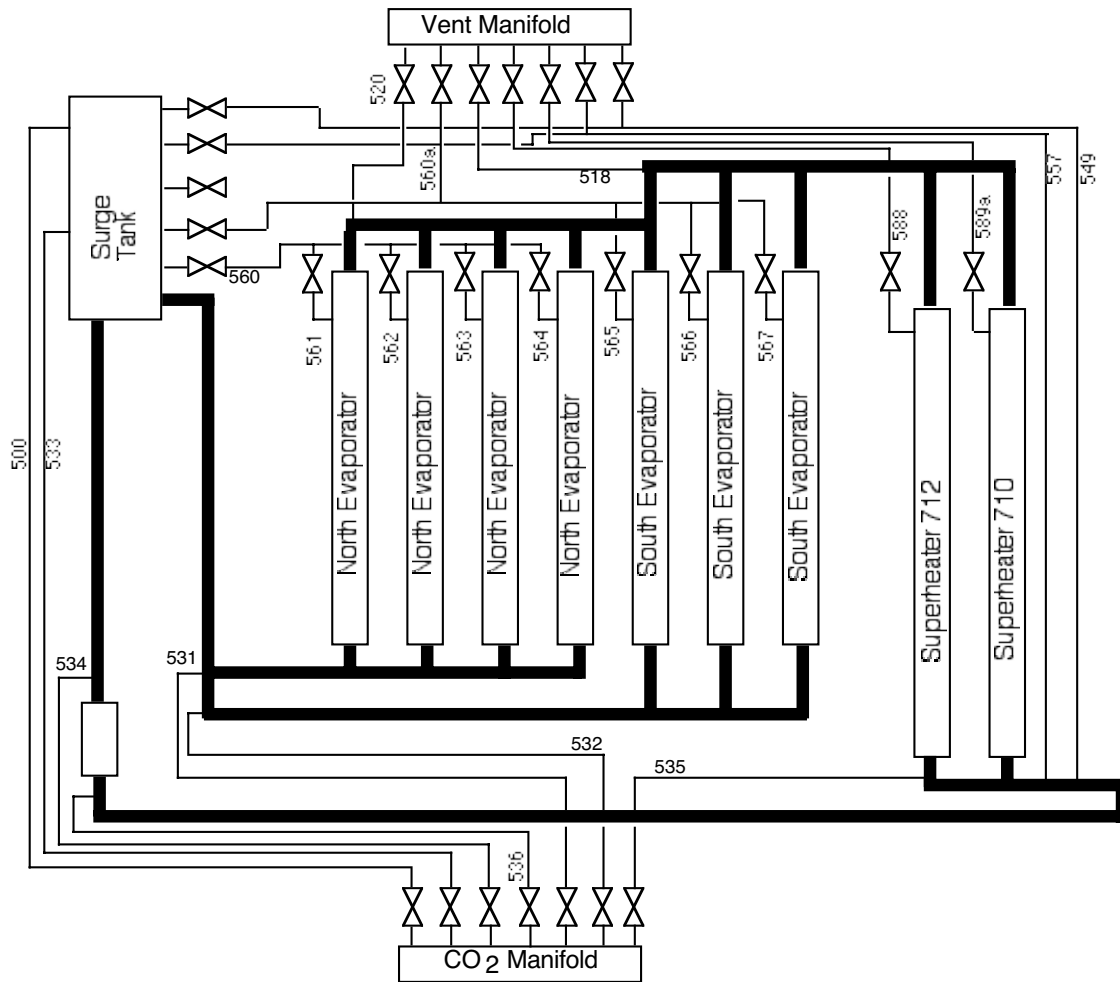 Vent Manifold
520
560a.
518
557
549
588
589a.
Surge
Tank
560
561
562
563
564
565
566
567
500
533
North Evaporator
North Evaporator
North Evaporator
North Evaporator
South Evaporator
South Evaporator
South Evaporator
Superheater 712
Superheater 710
534
531
532
535
536
CO 2 Manifold